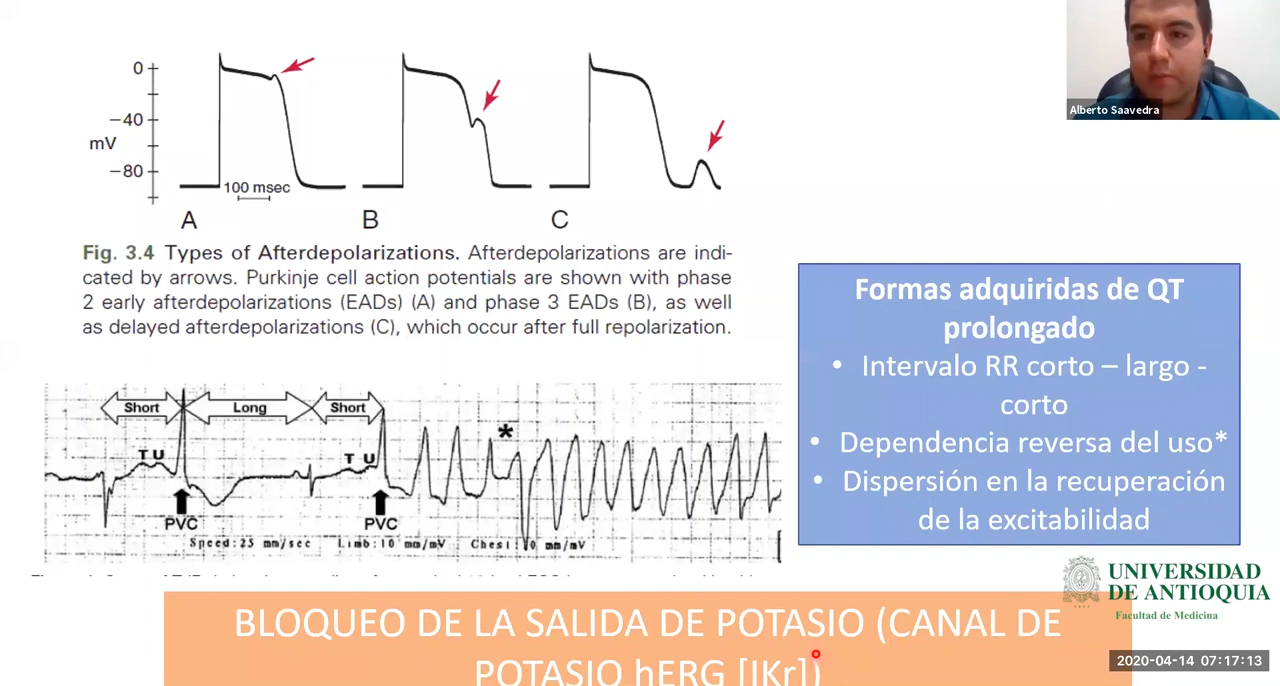 Alberto Saavedra
0
−40
mV
−80
100 msec
A
B
C
Fig. 3.4 Types of Afterdepolarizations. Afterdepolarizations are indi-
cated by arrows. Purkinje cell action potentials are shown with phase
2 early afterdepolarizations (EADs) (A) and phase 3 EADs (B), as well
as delayed afterdepolarizations (C), which occur after full repolarization.
Formas adquiridas de QT
prolongado
• Intervalo RR corto – largo -
corto
• Dependencia reversa del uso*
• Dispersión en la recuperación
de la excitabilidad
Short
Long
Short
*
T U
T U
PVC
PVC
Speed:25 mm/sec Limb:10 mm/mV Chest: mm/mV
UNIVERSIDAD
DE ANTIOQUIA
Facultad de Medicina
BLOQUEO DE LA SALIDA DE POTASIO (CANAL DE
POTASIO hERG [IKr])
2020-04-14 07:17:13